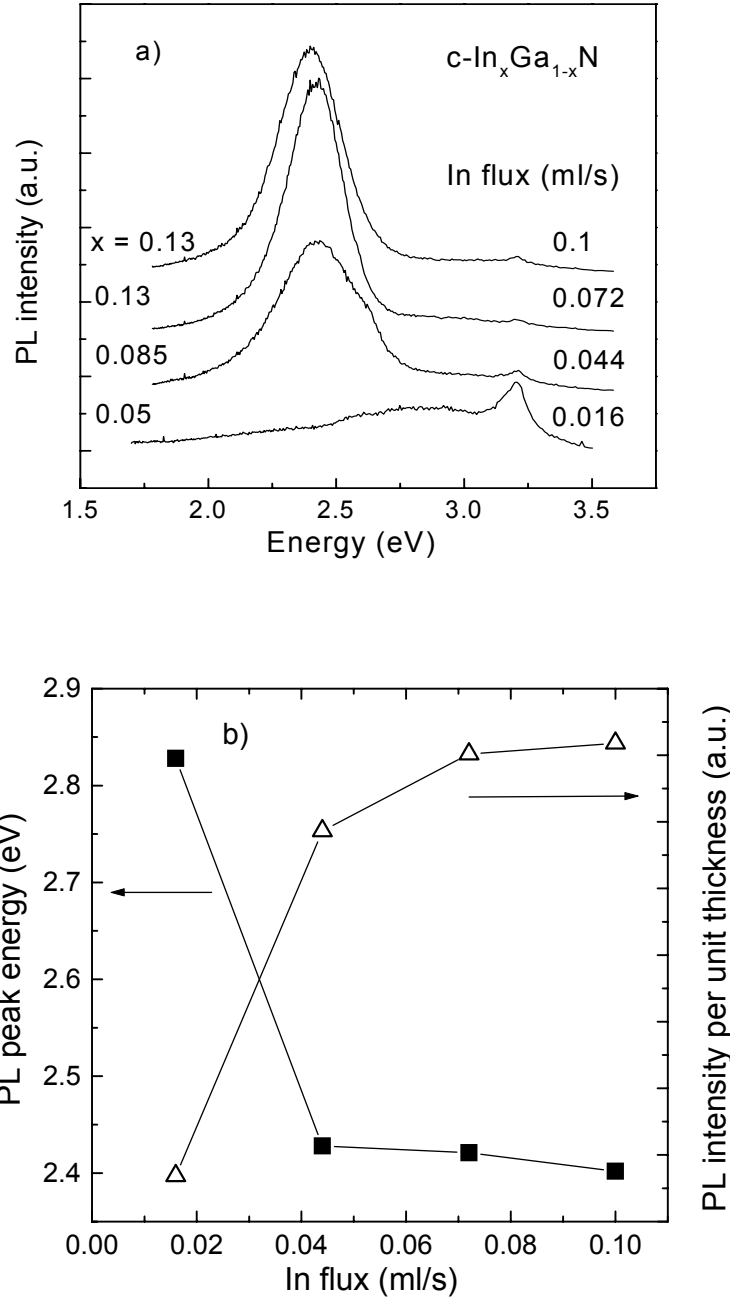 a)
c-InₓGa₁₋ₓN
In flux (ml/s)
x = 0.13
0.1
0.13
0.072
0.085
0.044
0.05
0.016
PL intensity (a.u.)
1.5 2.0 2.5 3.0 3.5
Energy (eV)
b)
2.9
2.8
2.7
2.6
2.5
2.4
PL peak energy (eV)
PL intensity per unit thickness (a.u.)
0.00 0.02 0.04 0.06 0.08 0.10
In flux (ml/s)